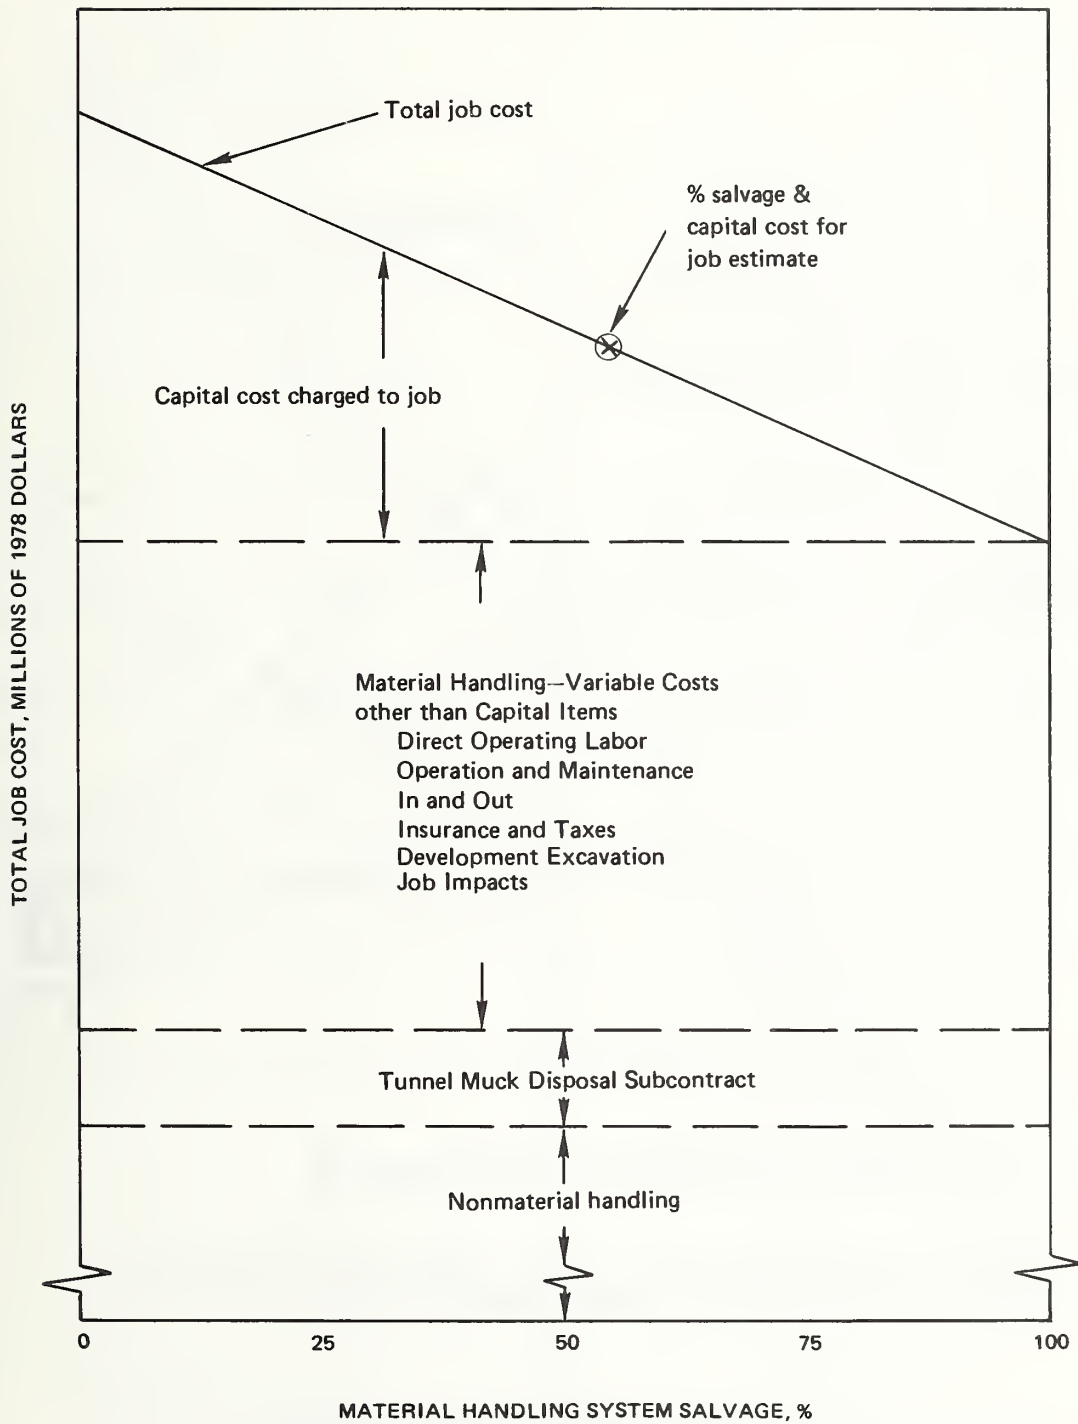 Total job cost
% salvage &
capital cost for
job estimate
Capital cost charged to job
TOTAL JOB COST, MILLIONS OF 1978 DOLLARS
Material Handling—Variable Costs
other than Capital Items
Direct Operating Labor
Operation and Maintenance
In and Out
Insurance and Taxes
Development Excavation
Job Impacts
Tunnel Muck Disposal Subcontract
Nonmaterial handling
0 25 50 75 100
MATERIAL HANDLING SYSTEM SALVAGE, %